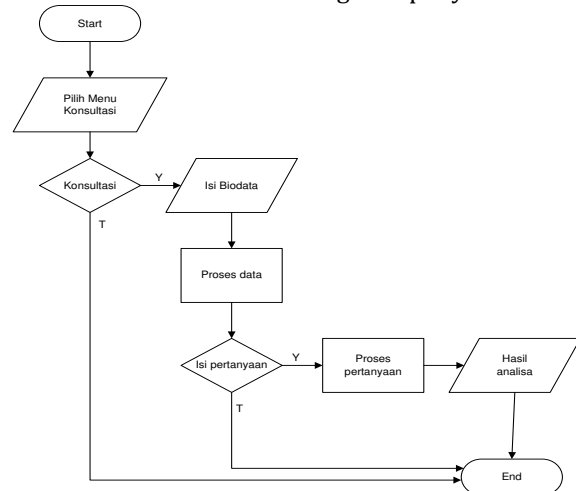 Start
Pilih Menu
Konsultasi
Konsultasi
Y
Isi Biodata
T
Proses data
Isi pertanyaan
Y
Proses
pertanyaan
Hasil
analisa
T
End